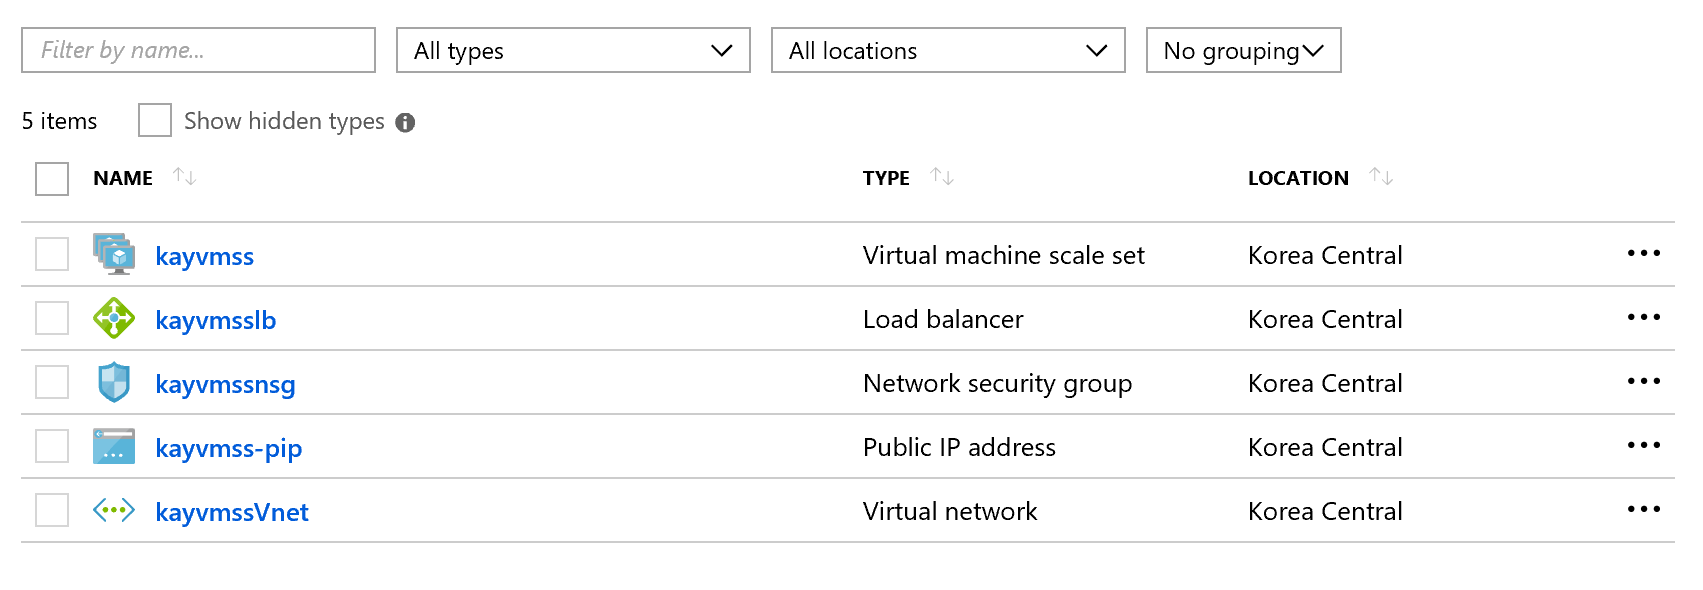 Filter by name... All types All locations No grouping
5 items Show hidden types
NAME TYPE LOCATION
kayvmss Virtual machine scale set Korea Central
kayvmsslb Load balancer Korea Central
kayvmssnsg Network security group Korea Central
kayvmss-pip Public IP address Korea Central
kayvmssVnet Virtual network Korea Central